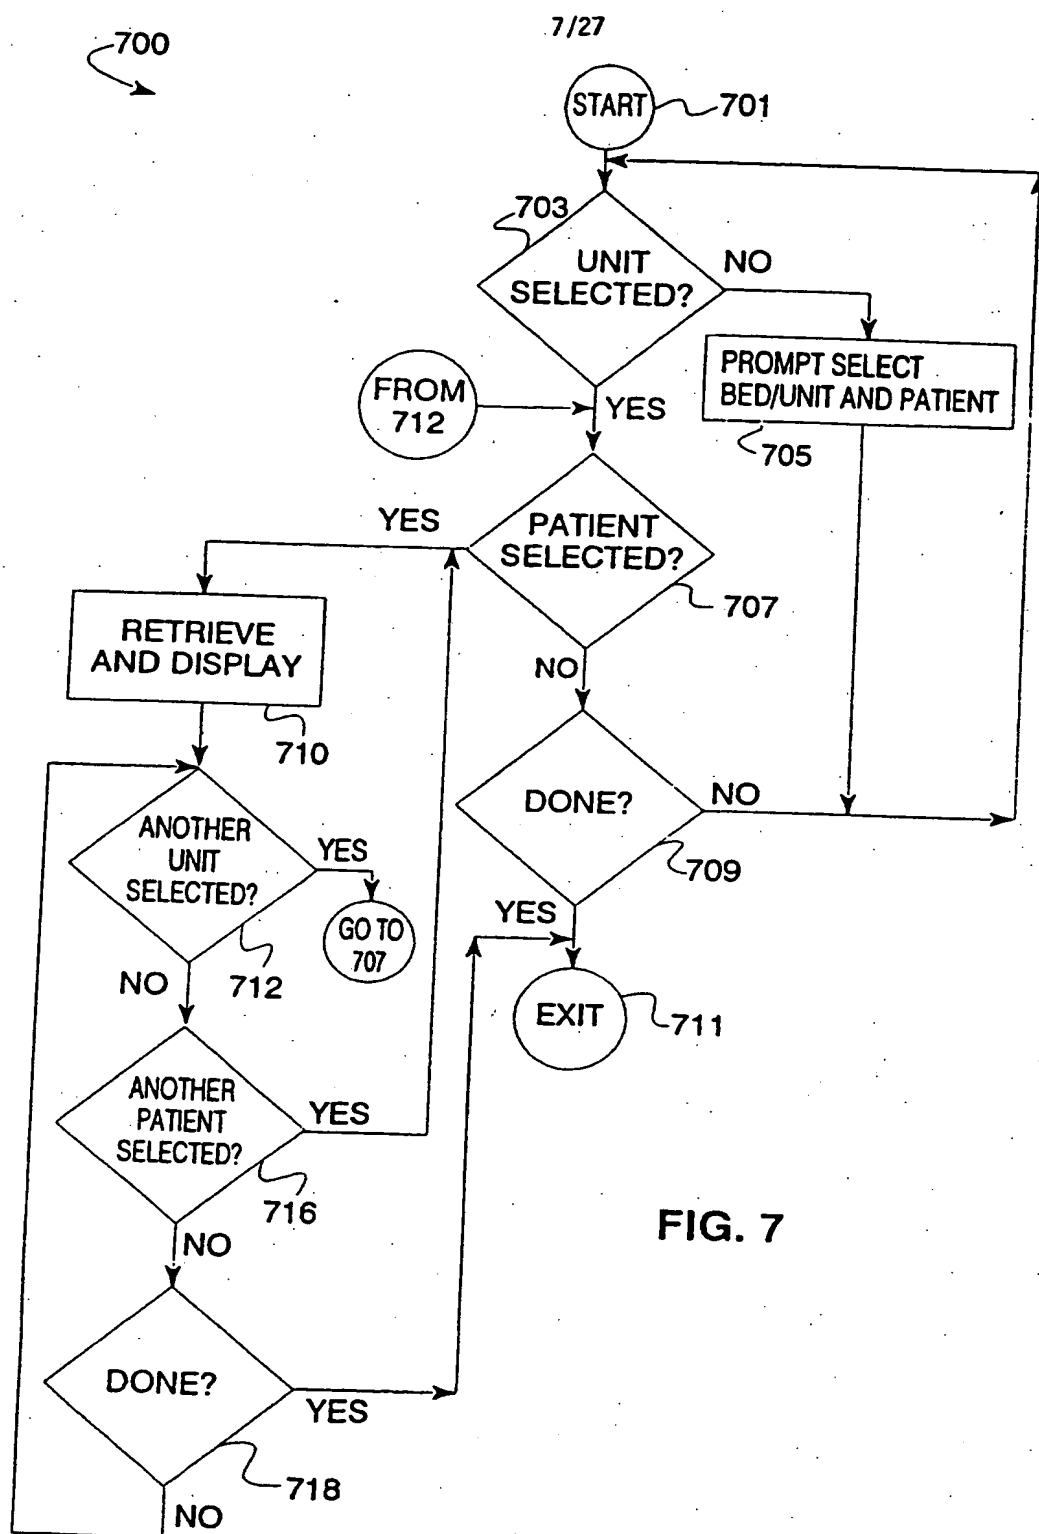 7/27
700
START
701
703
UNIT
SELECTED?
NO
PROMPT SELECT
BED/UNIT AND PATIENT
705
FROM
712
YES
PATIENT
SELECTED?
707
YES
NO
RETRIEVE
AND DISPLAY
710
DONE?
NO
709
YES
ANOTHER
UNIT
SELECTED?
YES
GO TO
707
712
NO
EXIT
711
ANOTHER
PATIENT
SELECTED?
YES
716
NO
FIG. 7
DONE?
YES
718
NO